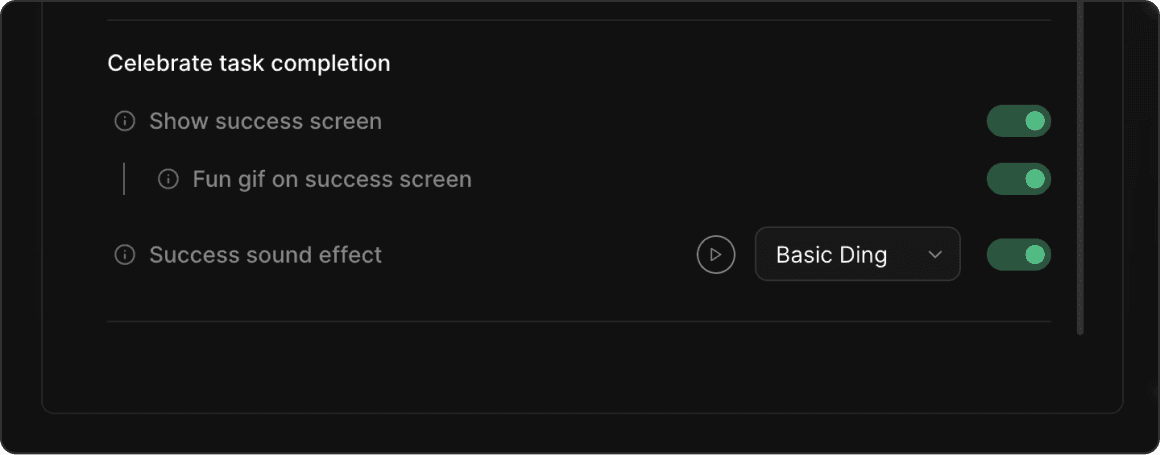 Celebrate task completion
Show success screen
Fun gif on success screen
Success sound effect
Basic Ding